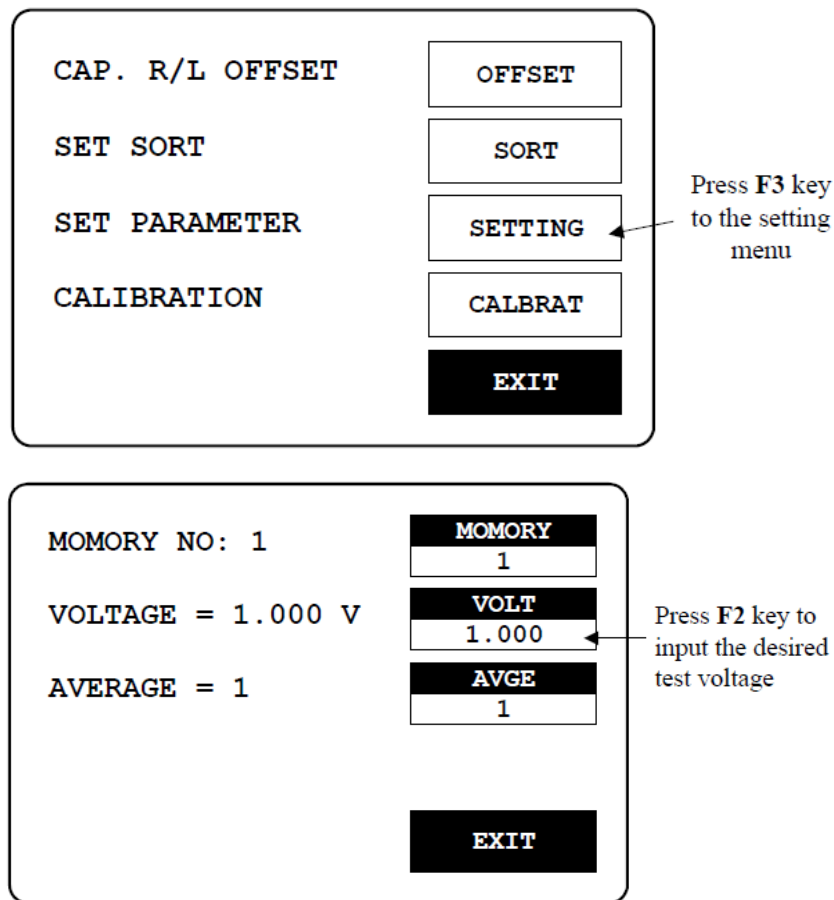 CAP. R/L OFFSET
OFFSET
SET SORT
SORT
SET PARAMETER
SETTING
CALIBRATION
CALBRAT
EXIT
Press F3 key
to the setting
menu
MOMORY NO: 1
MOMORY
1
VOLTAGE = 1.000 V
VOLT
1.000
AVERAGE = 1
AVGE
1
EXIT
Press F2 key to
input the desired
test voltage